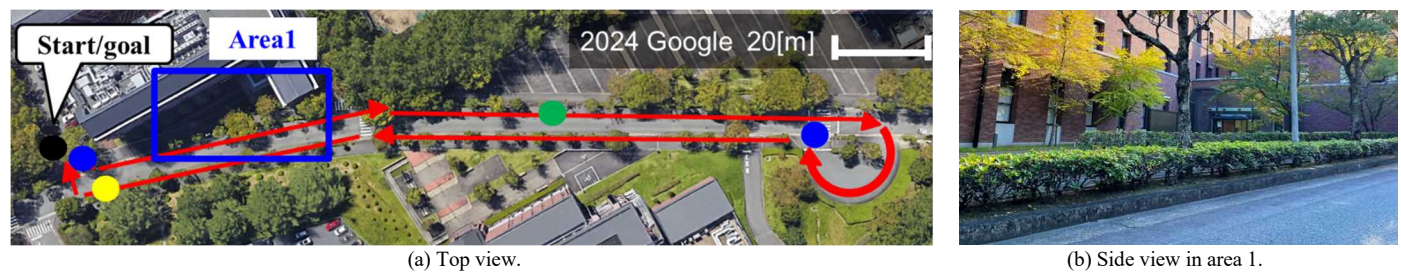 Start/goal
Area1
2024 Google 20[m]
(a) Top view.
(b) Side view in area 1.